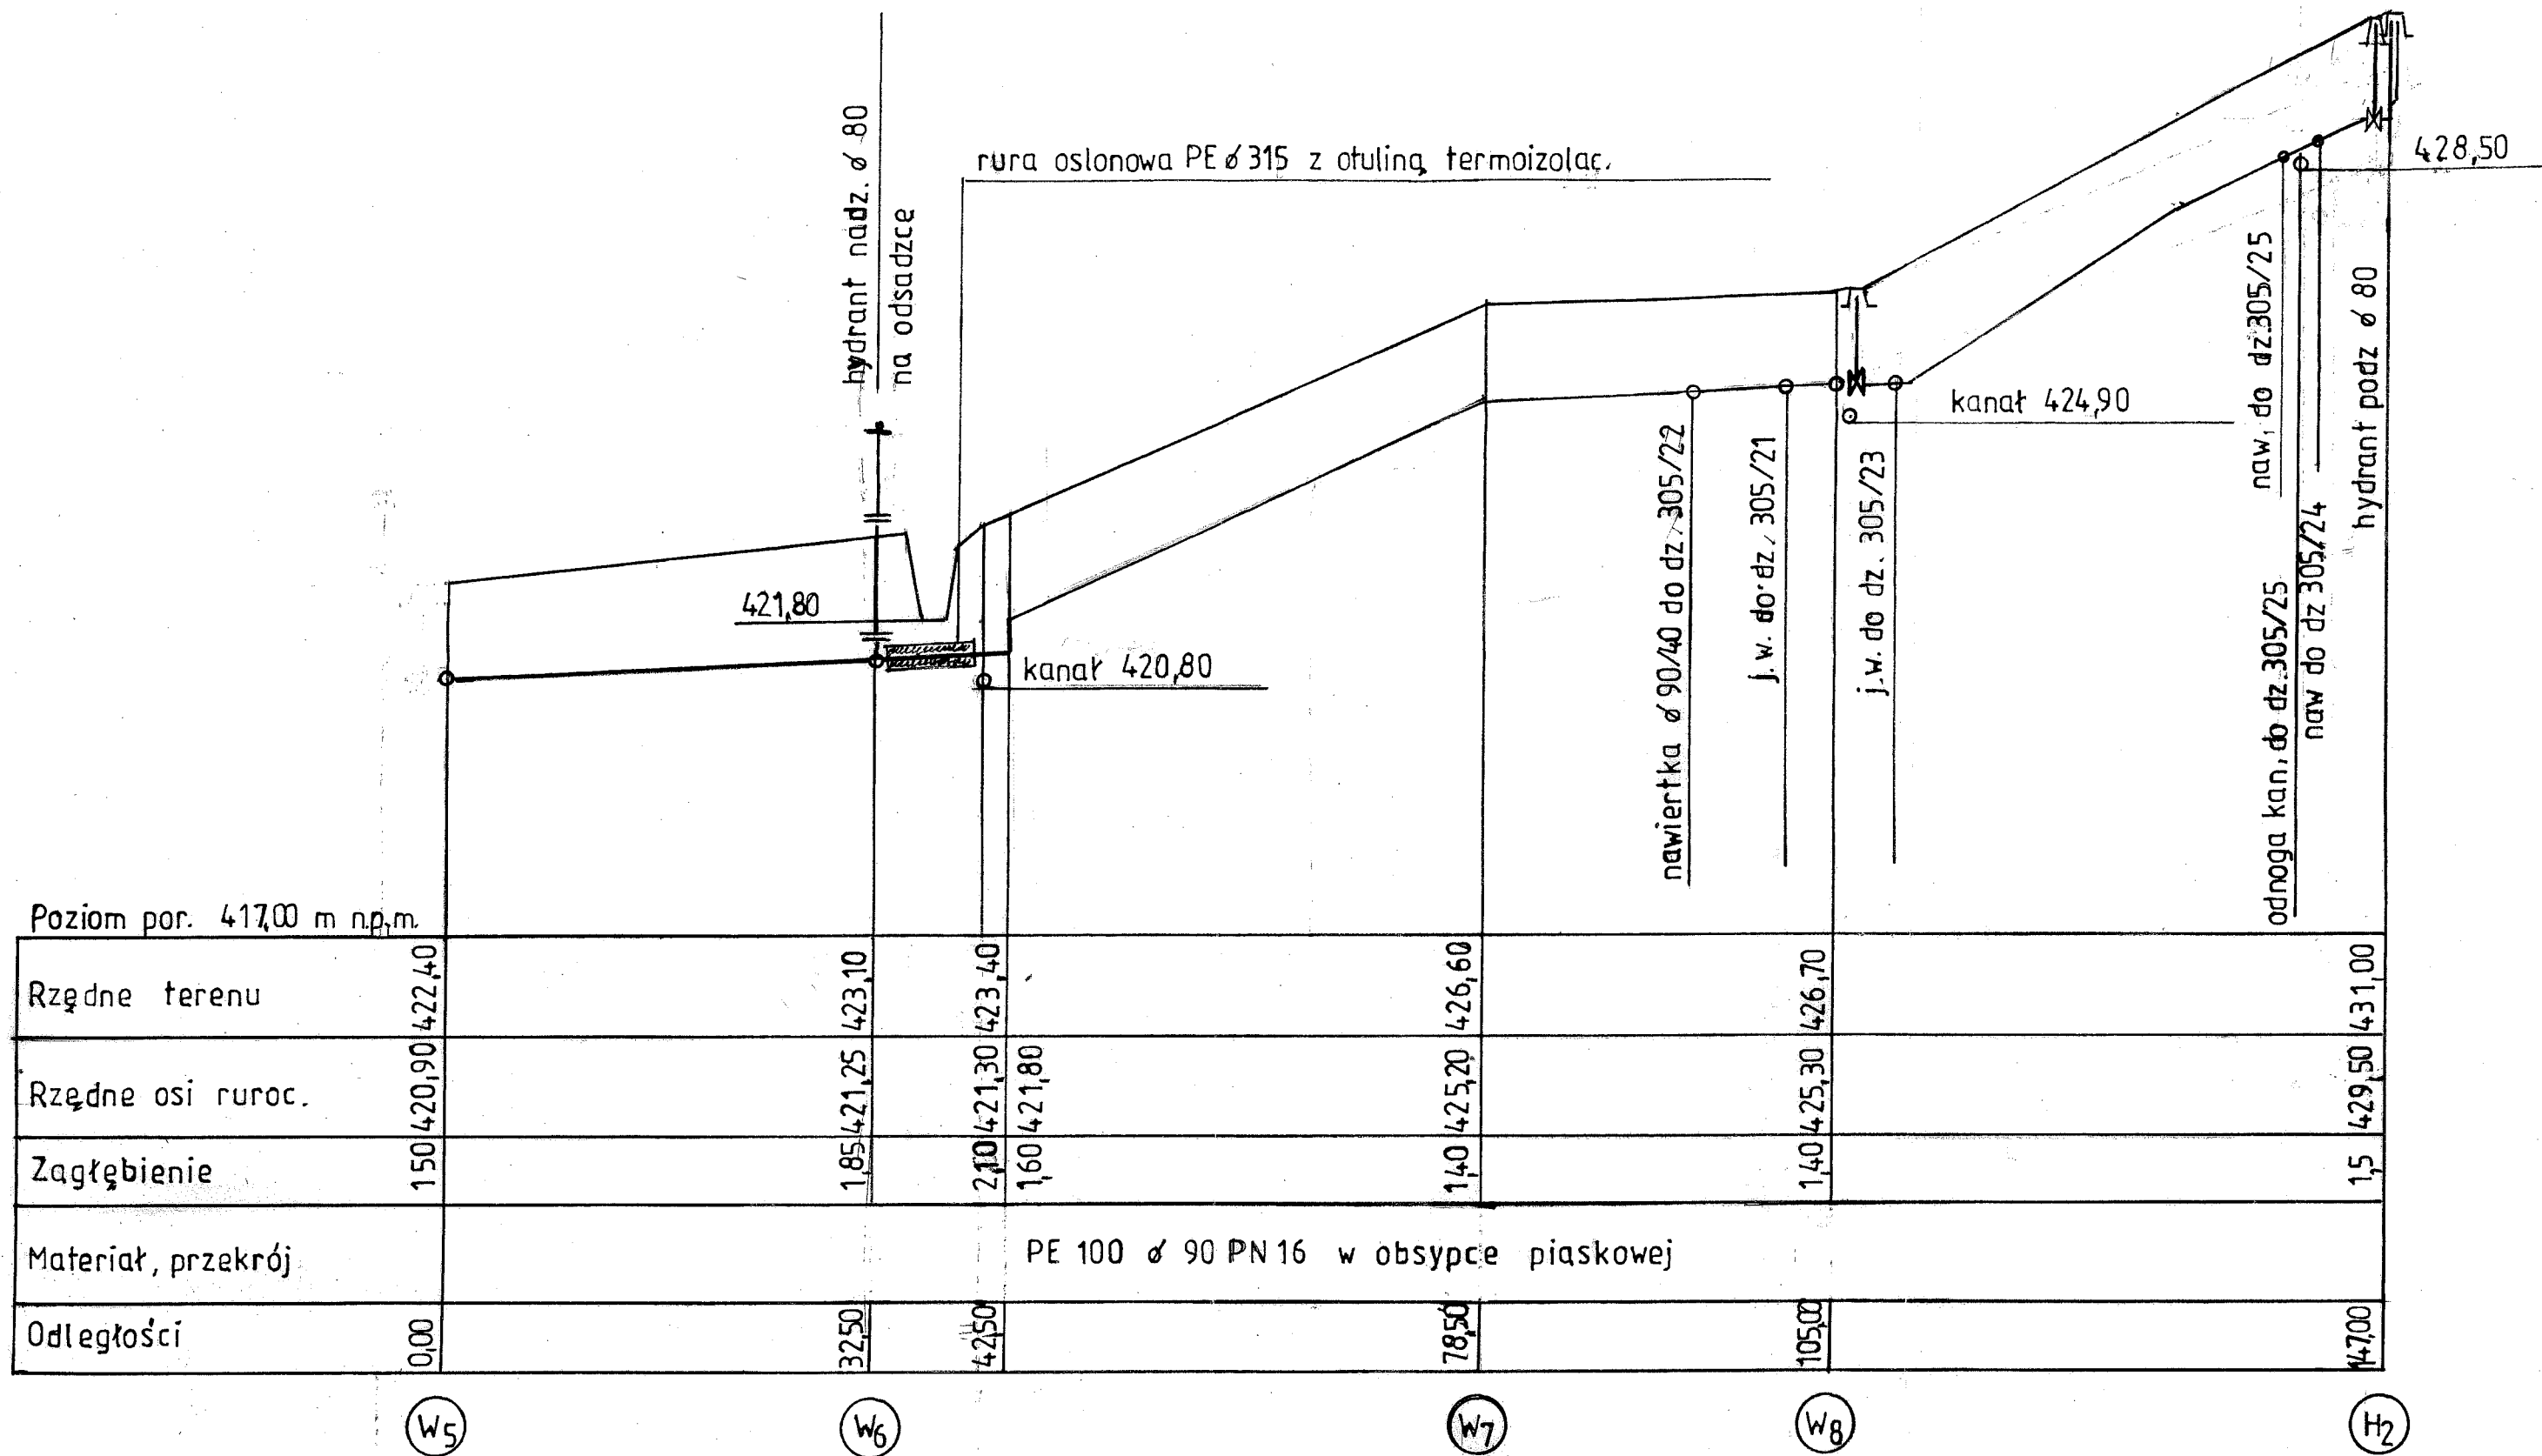 hydrant nadz. ø 80
na odsadzce
rura oslonowa PE ø 315 z otuliną termoizolac.
428,50
421,80
kanał 420,80
kanał 424,90
nawiertka ø 90/40 do dz. 305/22
j.w. do dz. 305/21
j.w. do dz. 305/23
naw. do dz.305/25
odnoga kan. do dz.305/25
naw do dz 305/24
hydrant podz ø 80
Poziom por. 417,00 m n.p.m.
Rzędne terenu 422,40 423,10 423,40 426,60 426,70 431,00
Rzędne osi ruroc. 420,90 421,25 421,30 421,80 425,20 425,30 429,50
Zagłębienie 1,50 1,85 2,10 1,60 1,40 1,40 1,5
Materiał, przekrój PE 100 ø 90 PN 16 w obsypce piaskowej
Odległości 0,00 32,50 42,50 78,50 105,00 147,00
W5 W6 W7 W8 H2